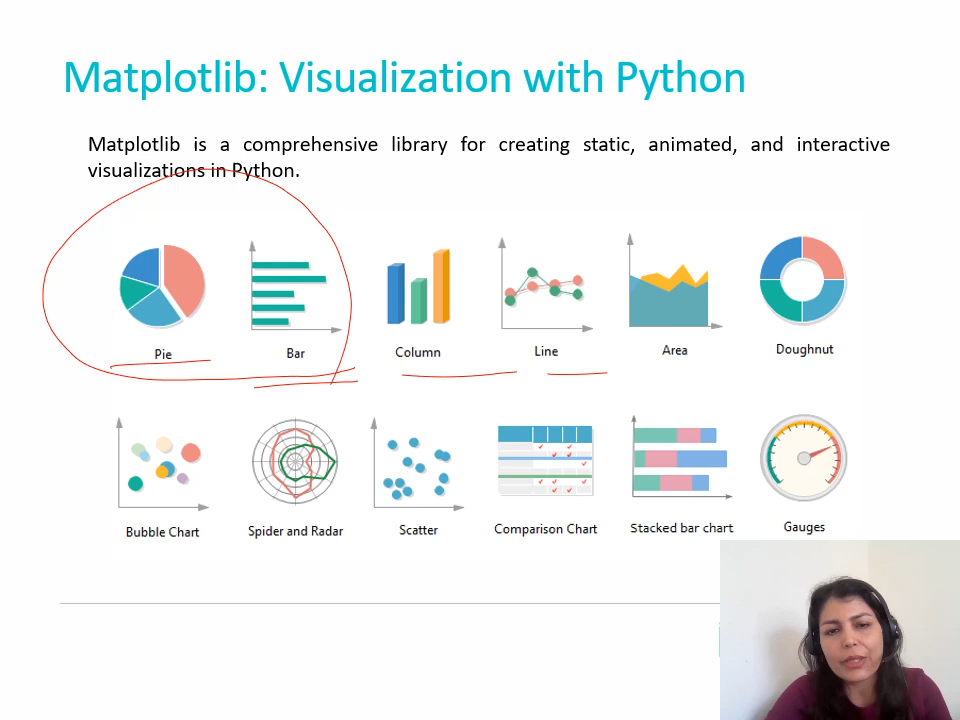 Matplotlib: Visualization with Python
Matplotlib is a comprehensive library for creating static, animated, and interactive
visualizations in Python.
Pie
Bar
Column
Line
Area
Doughnut
Bubble Chart
Spider and Radar
Scatter
Comparison Chart
Stacked bar chart
Gauges